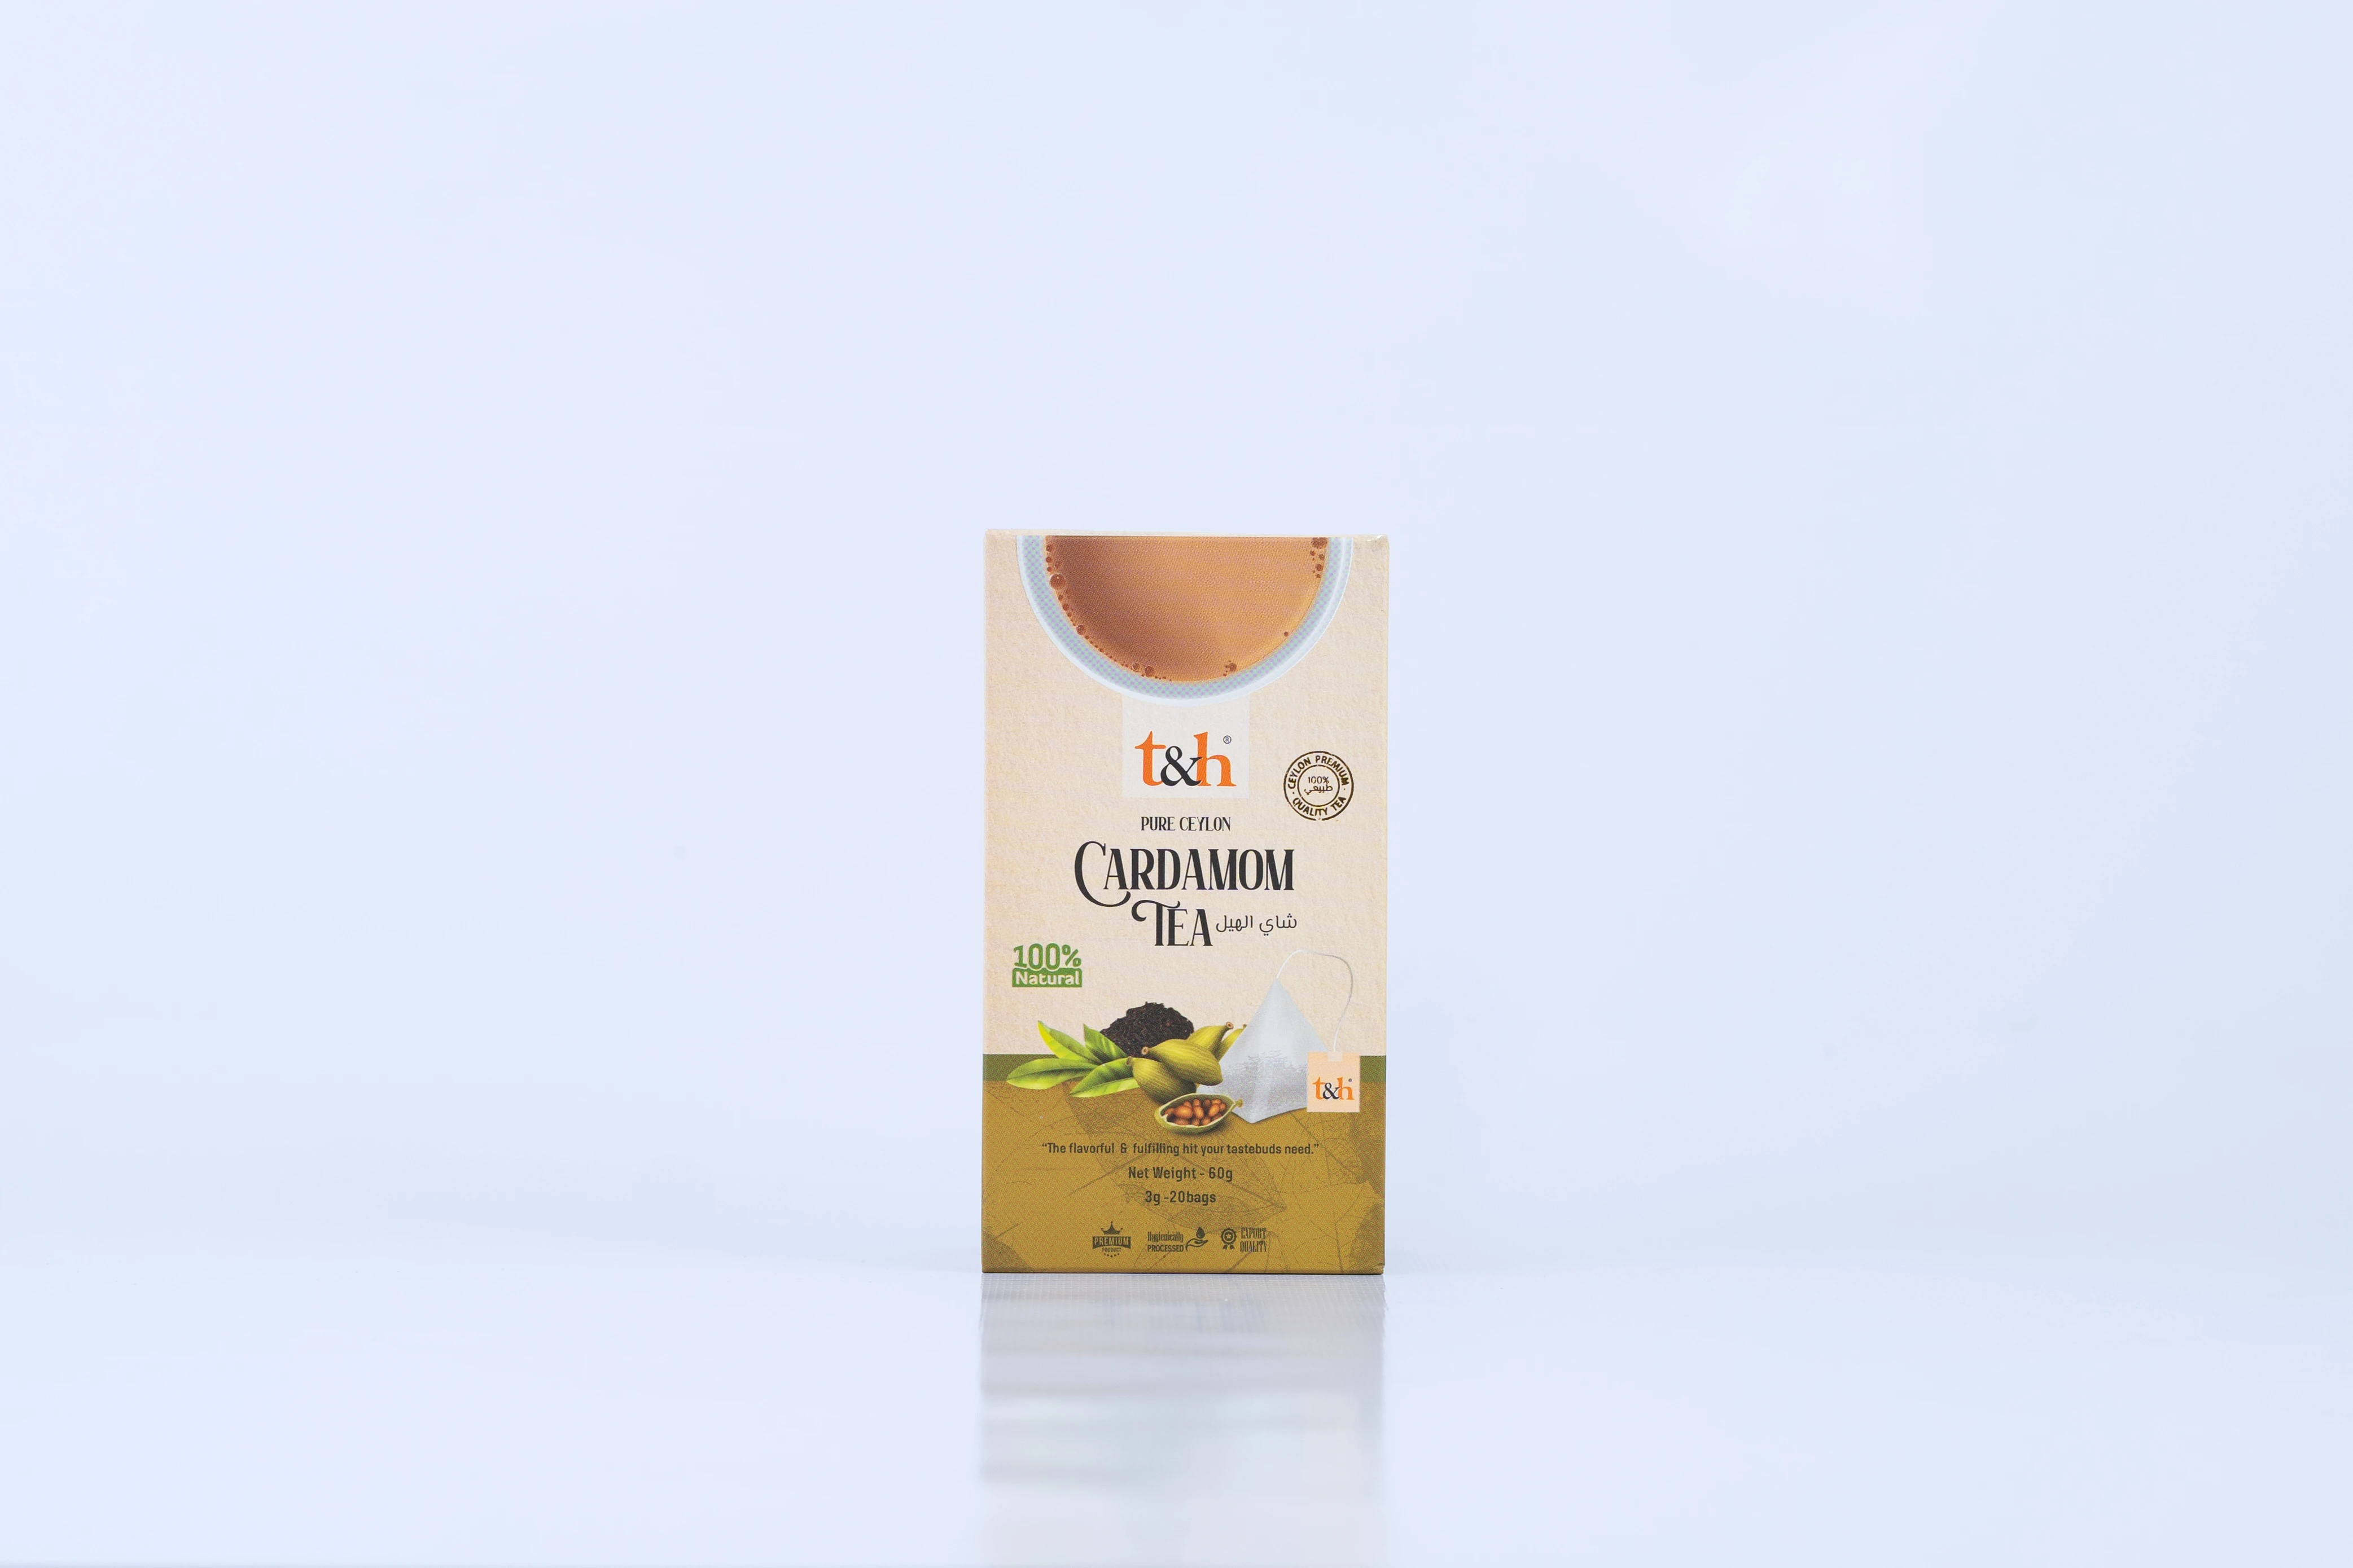 t&h®
CEYLON PREMIUM
100%
طبيعي
QUALITY TEA
PURE CEYLON
CARDAMOM
TEA شاي الهيل
100%
Natural
t&h®
“The flavorful & fulfilling hit your tastebuds need.”
Net Weight - 60g
3g -20bags
PREMIUM
PRODUCT
Hygienically
PROCESSED
EXPORT
QUALITY